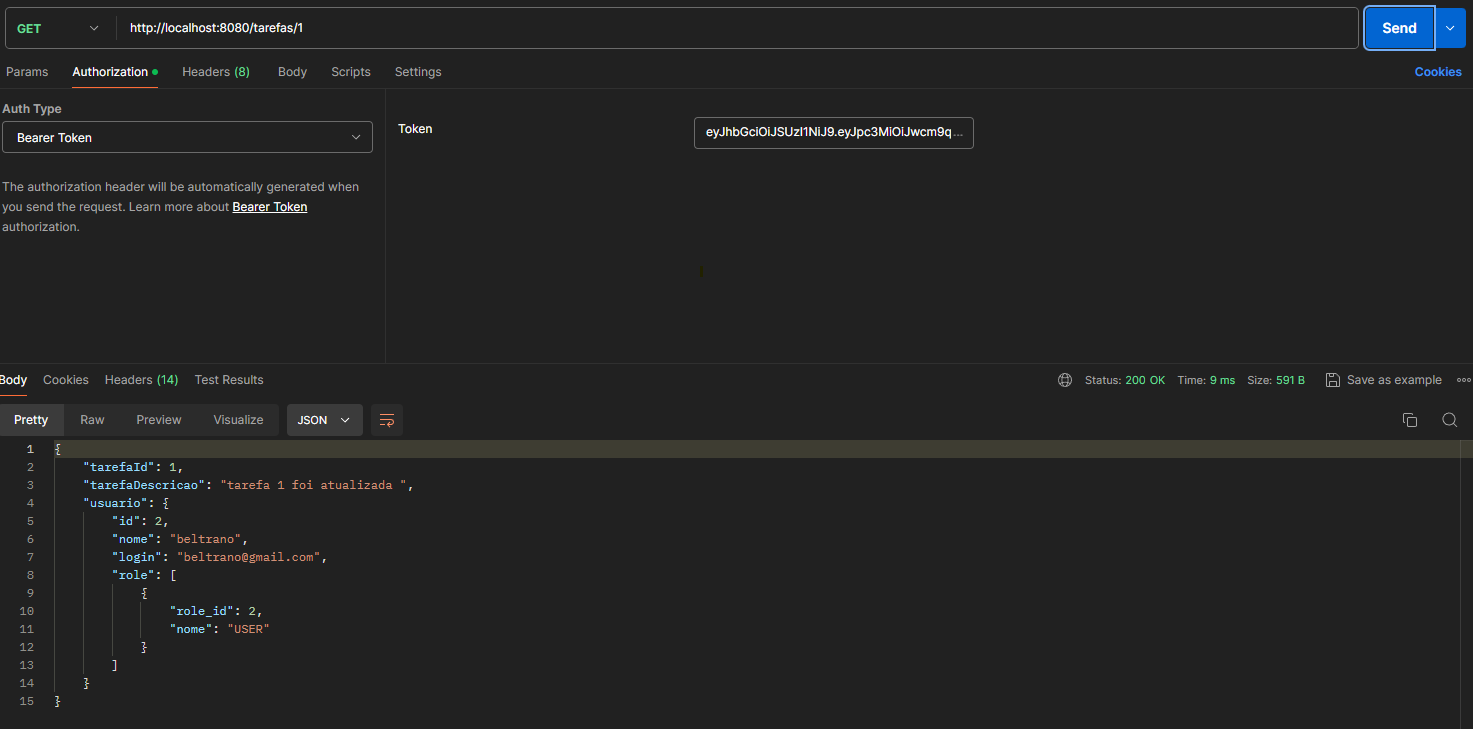 GET http://localhost:8080/tarefas/1 Send
Params Authorization Headers (8) Body Scripts Settings Cookies
Auth Type
Bearer Token
The authorization header will be automatically generated when
you send the request. Learn more about Bearer Token
authorization.
Token eyJhbGciOiJSUzI1NiJ9.eyJpc3MiOiJwcm9q...
Body Cookies Headers (14) Test Results Status: 200 OK Time: 9 ms Size: 591 B Save as example
Pretty Raw Preview Visualize JSON
1 {
2 "tarefaId": 1,
3 "tarefaDescricao": "tarefa 1 foi atualizada ",
4 "usuario": {
5 "id": 2,
6 "nome": "beltrano",
7 "login": "beltrano@gmail.com",
8 "role": [
9 {
10 "role_id": 2,
11 "nome": "USER"
12 }
13 ]
14 }
15 }